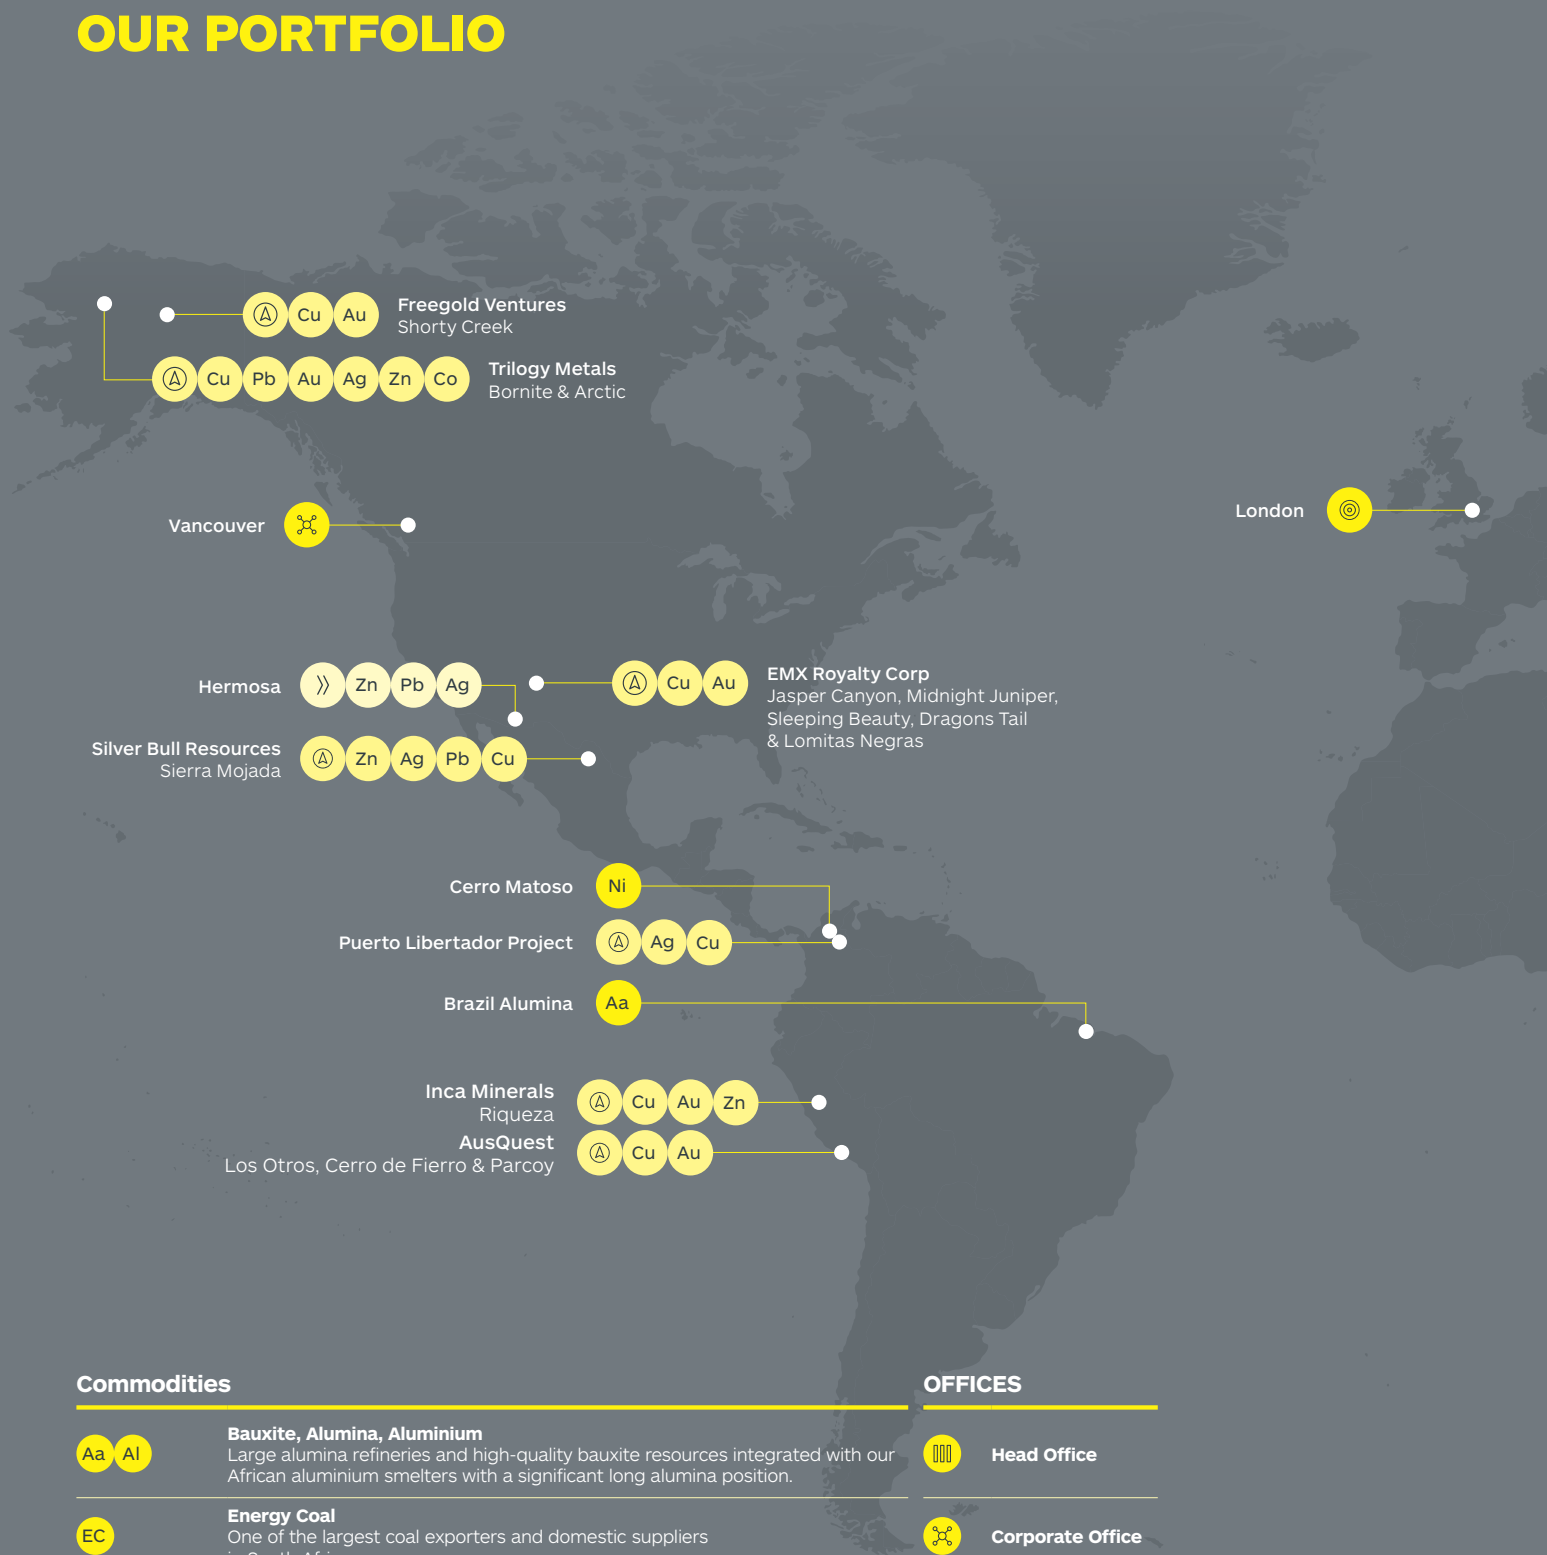 OUR PORTFOLIO
Cu Au
Freegold Ventures
Shorty Creek
Cu Pb Au Ag Zn Co
Trilogy Metals
Bornite & Arctic
Vancouver
London
Hermosa
Zn Pb Ag
Cu Au
EMX Royalty Corp
Jasper Canyon, Midnight Juniper,
Sleeping Beauty, Dragons Tail
& Lomitas Negras
Silver Bull Resources
Sierra Mojada
Zn Ag Pb Cu
Cerro Matoso
Ni
Puerto Libertador Project
Ag Cu
Brazil Alumina
Aa
Inca Minerals
Riqueza
Cu Au Zn
AusQuest
Los Otros, Cerro de Fierro & Parcoy
Cu Au
Commodities
Aa Al
Bauxite, Alumina, Aluminium
Large alumina refineries and high-quality bauxite resources integrated with our
African aluminium smelters with a significant long alumina position.
EC
Energy Coal
One of the largest coal exporters and domestic suppliers
OFFICES
Head Office
Corporate Office